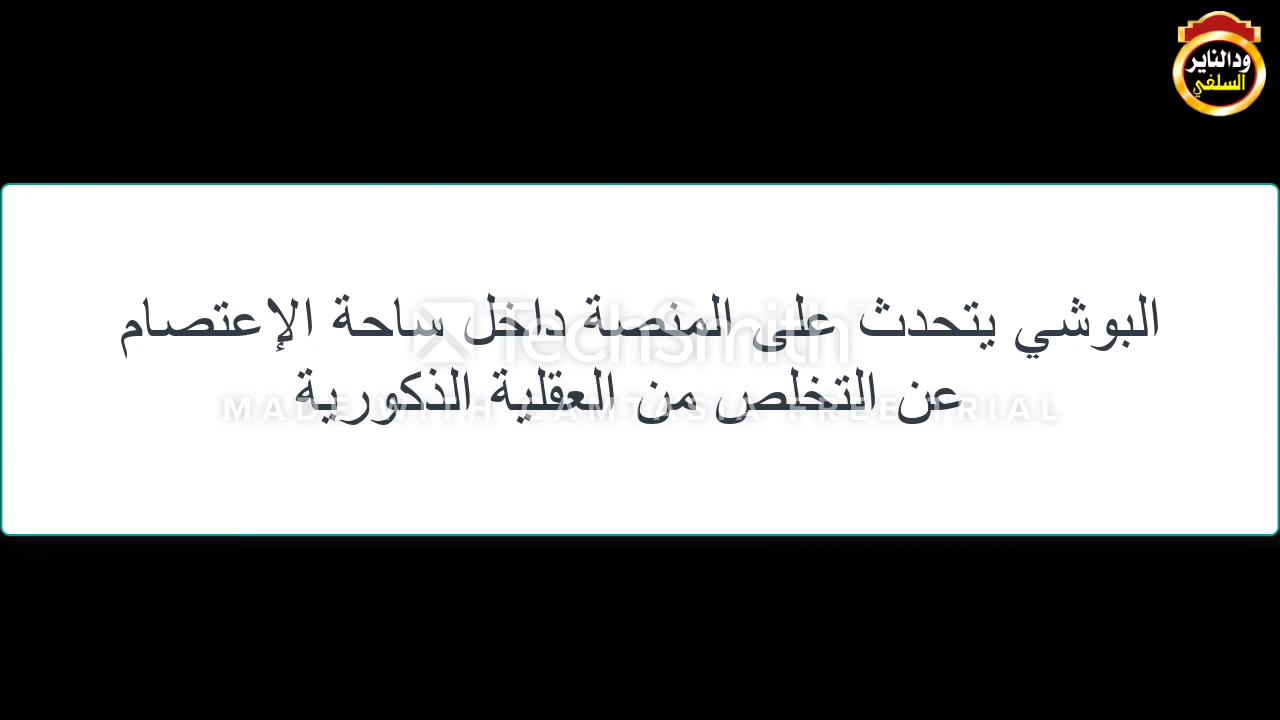 ودالناير
السلفي
البوشي يتحدث على المنصة داخل ساحة الإعتصام
TechSmith
عن التخلص من العقلية الذكورية
MADE WITH CAMTASIA FREE TRIAL